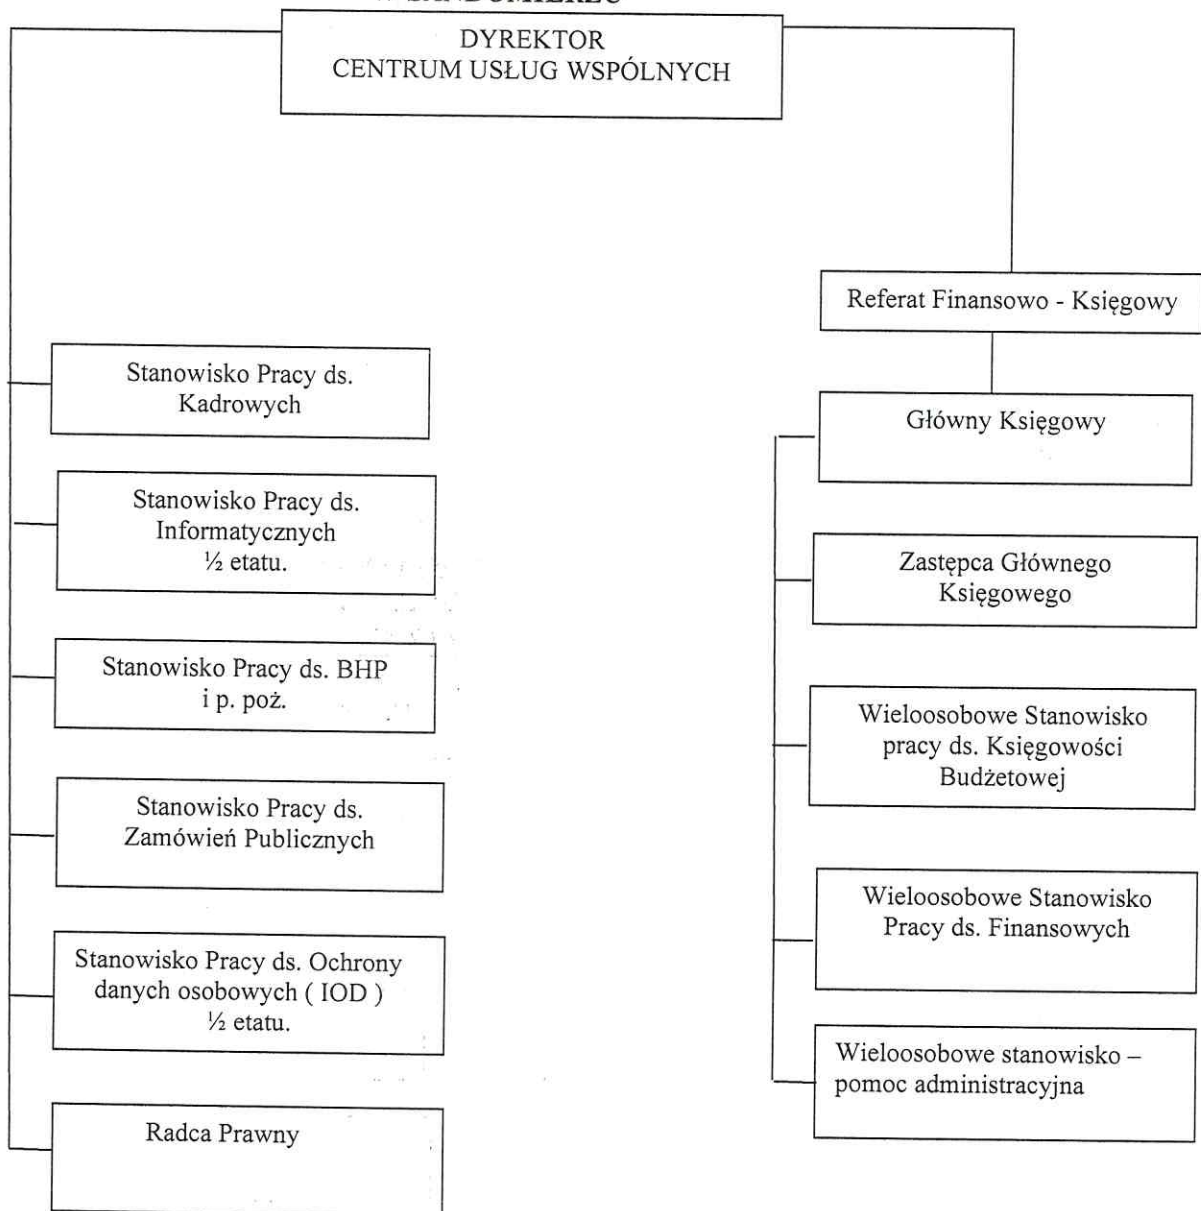 DYREKTOR
CENTRUM USŁUG WSPÓLNYCH
Referat Finansowo - Księgowy
Stanowisko Pracy ds.
Kadrowych
Stanowisko Pracy ds.
Informatycznych
½ etatu.
Stanowisko Pracy ds. BHP
i p. poż.
Stanowisko Pracy ds.
Zamówień Publicznych
Stanowisko Pracy ds. Ochrony
danych osobowych ( IOD )
½ etatu.
Radca Prawny
Główny Księgowy
Zastępca Głównego
Księgowego
Wieloosobowe Stanowisko
pracy ds. Księgowości
Budżetowej
Wieloosobowe Stanowisko
Pracy ds. Finansowych
Wieloosobowe stanowisko –
pomoc administracyjna